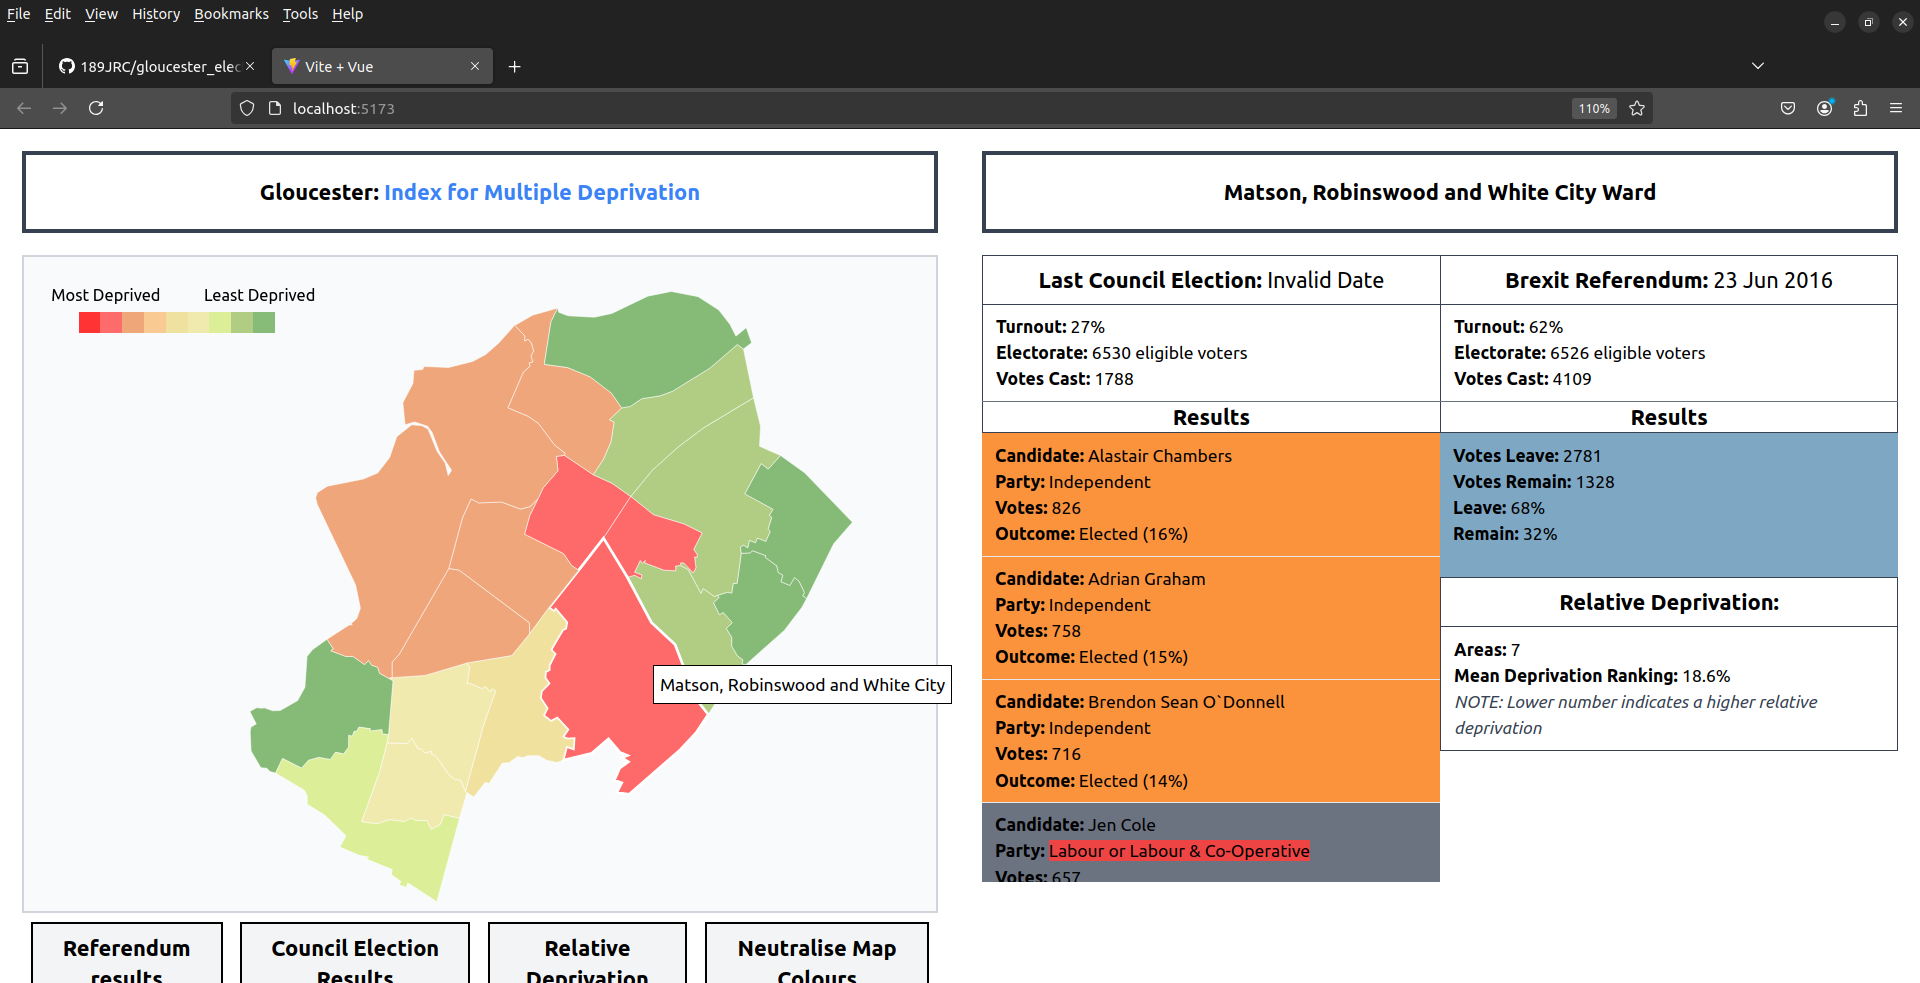 File Edit View History Bookmarks Tools Help
189JRC/gloucester_elec
Vite + Vue
localhost:5173
110%
Gloucester: Index for Multiple Deprivation
Most Deprived
Least Deprived
Matson, Robinswood and White City
Referendum
results
Council Election
Results
Relative
Deprivation
Neutralise Map
Colours
Matson, Robinswood and White City Ward
Last Council Election: Invalid Date
Turnout: 27%
Electorate: 6530 eligible voters
Votes Cast: 1788
Results
Candidate: Alastair Chambers
Party: Independent
Votes: 826
Outcome: Elected (16%)
Candidate: Adrian Graham
Party: Independent
Votes: 758
Outcome: Elected (15%)
Candidate: Brendon Sean O`Donnell
Party: Independent
Votes: 716
Outcome: Elected (14%)
Candidate: Jen Cole
Party: Labour or Labour & Co-Operative
Votes: 657
Brexit Referendum: 23 Jun 2016
Turnout: 62%
Electorate: 6526 eligible voters
Votes Cast: 4109
Results
Votes Leave: 2781
Votes Remain: 1328
Leave: 68%
Remain: 32%
Relative Deprivation:
Areas: 7
Mean Deprivation Ranking: 18.6%
NOTE: Lower number indicates a higher relative
deprivation